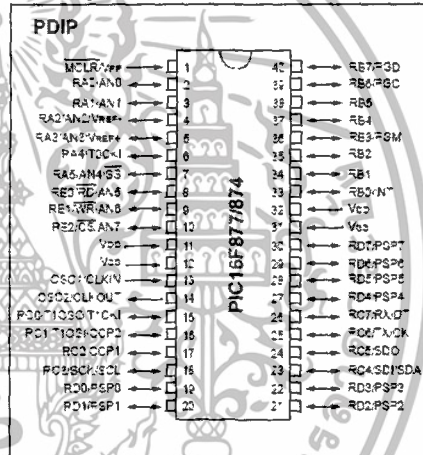 PDIP
MCLR/VPP 1 40 RB7/PGD
RA0/AN0 2 39 RB6/PGC
RA1/AN1 3 38 RB5
RA2/AN2/VREF- 4 37 RB4
RA3/AN3/VREF+ 5 36 RB3/PGM
RA4/T0CKI 6 35 RB2
RA5/AN4/SS 7 34 RB1
RE0/RD/AN5 8 33 RB0/INT
RE1/WR/AN6 9 32 VDD
RE2/CS/AN7 10 31 VSS
VDD 11 30 RD7/PSP7
VSS 12 29 RD6/PSP6
OSC1/CLKIN 13 28 RD5/PSP5
OSC2/CLKOUT 14 27 RD4/PSP4
RC0/T1OSO/T1CKI 15 26 RC7/RX/DT
RC1/T1OSI/CCP2 16 25 RC6/TX/CK
RC2/CCP1 17 24 RC5/SDO
RC3/SCK/SCL 18 23 RC4/SDI/SDA
RD0/PSP0 19 22 RD3/PSP3
RD1/PSP1 20 21 RD2/PSP2
PIC16F877/874